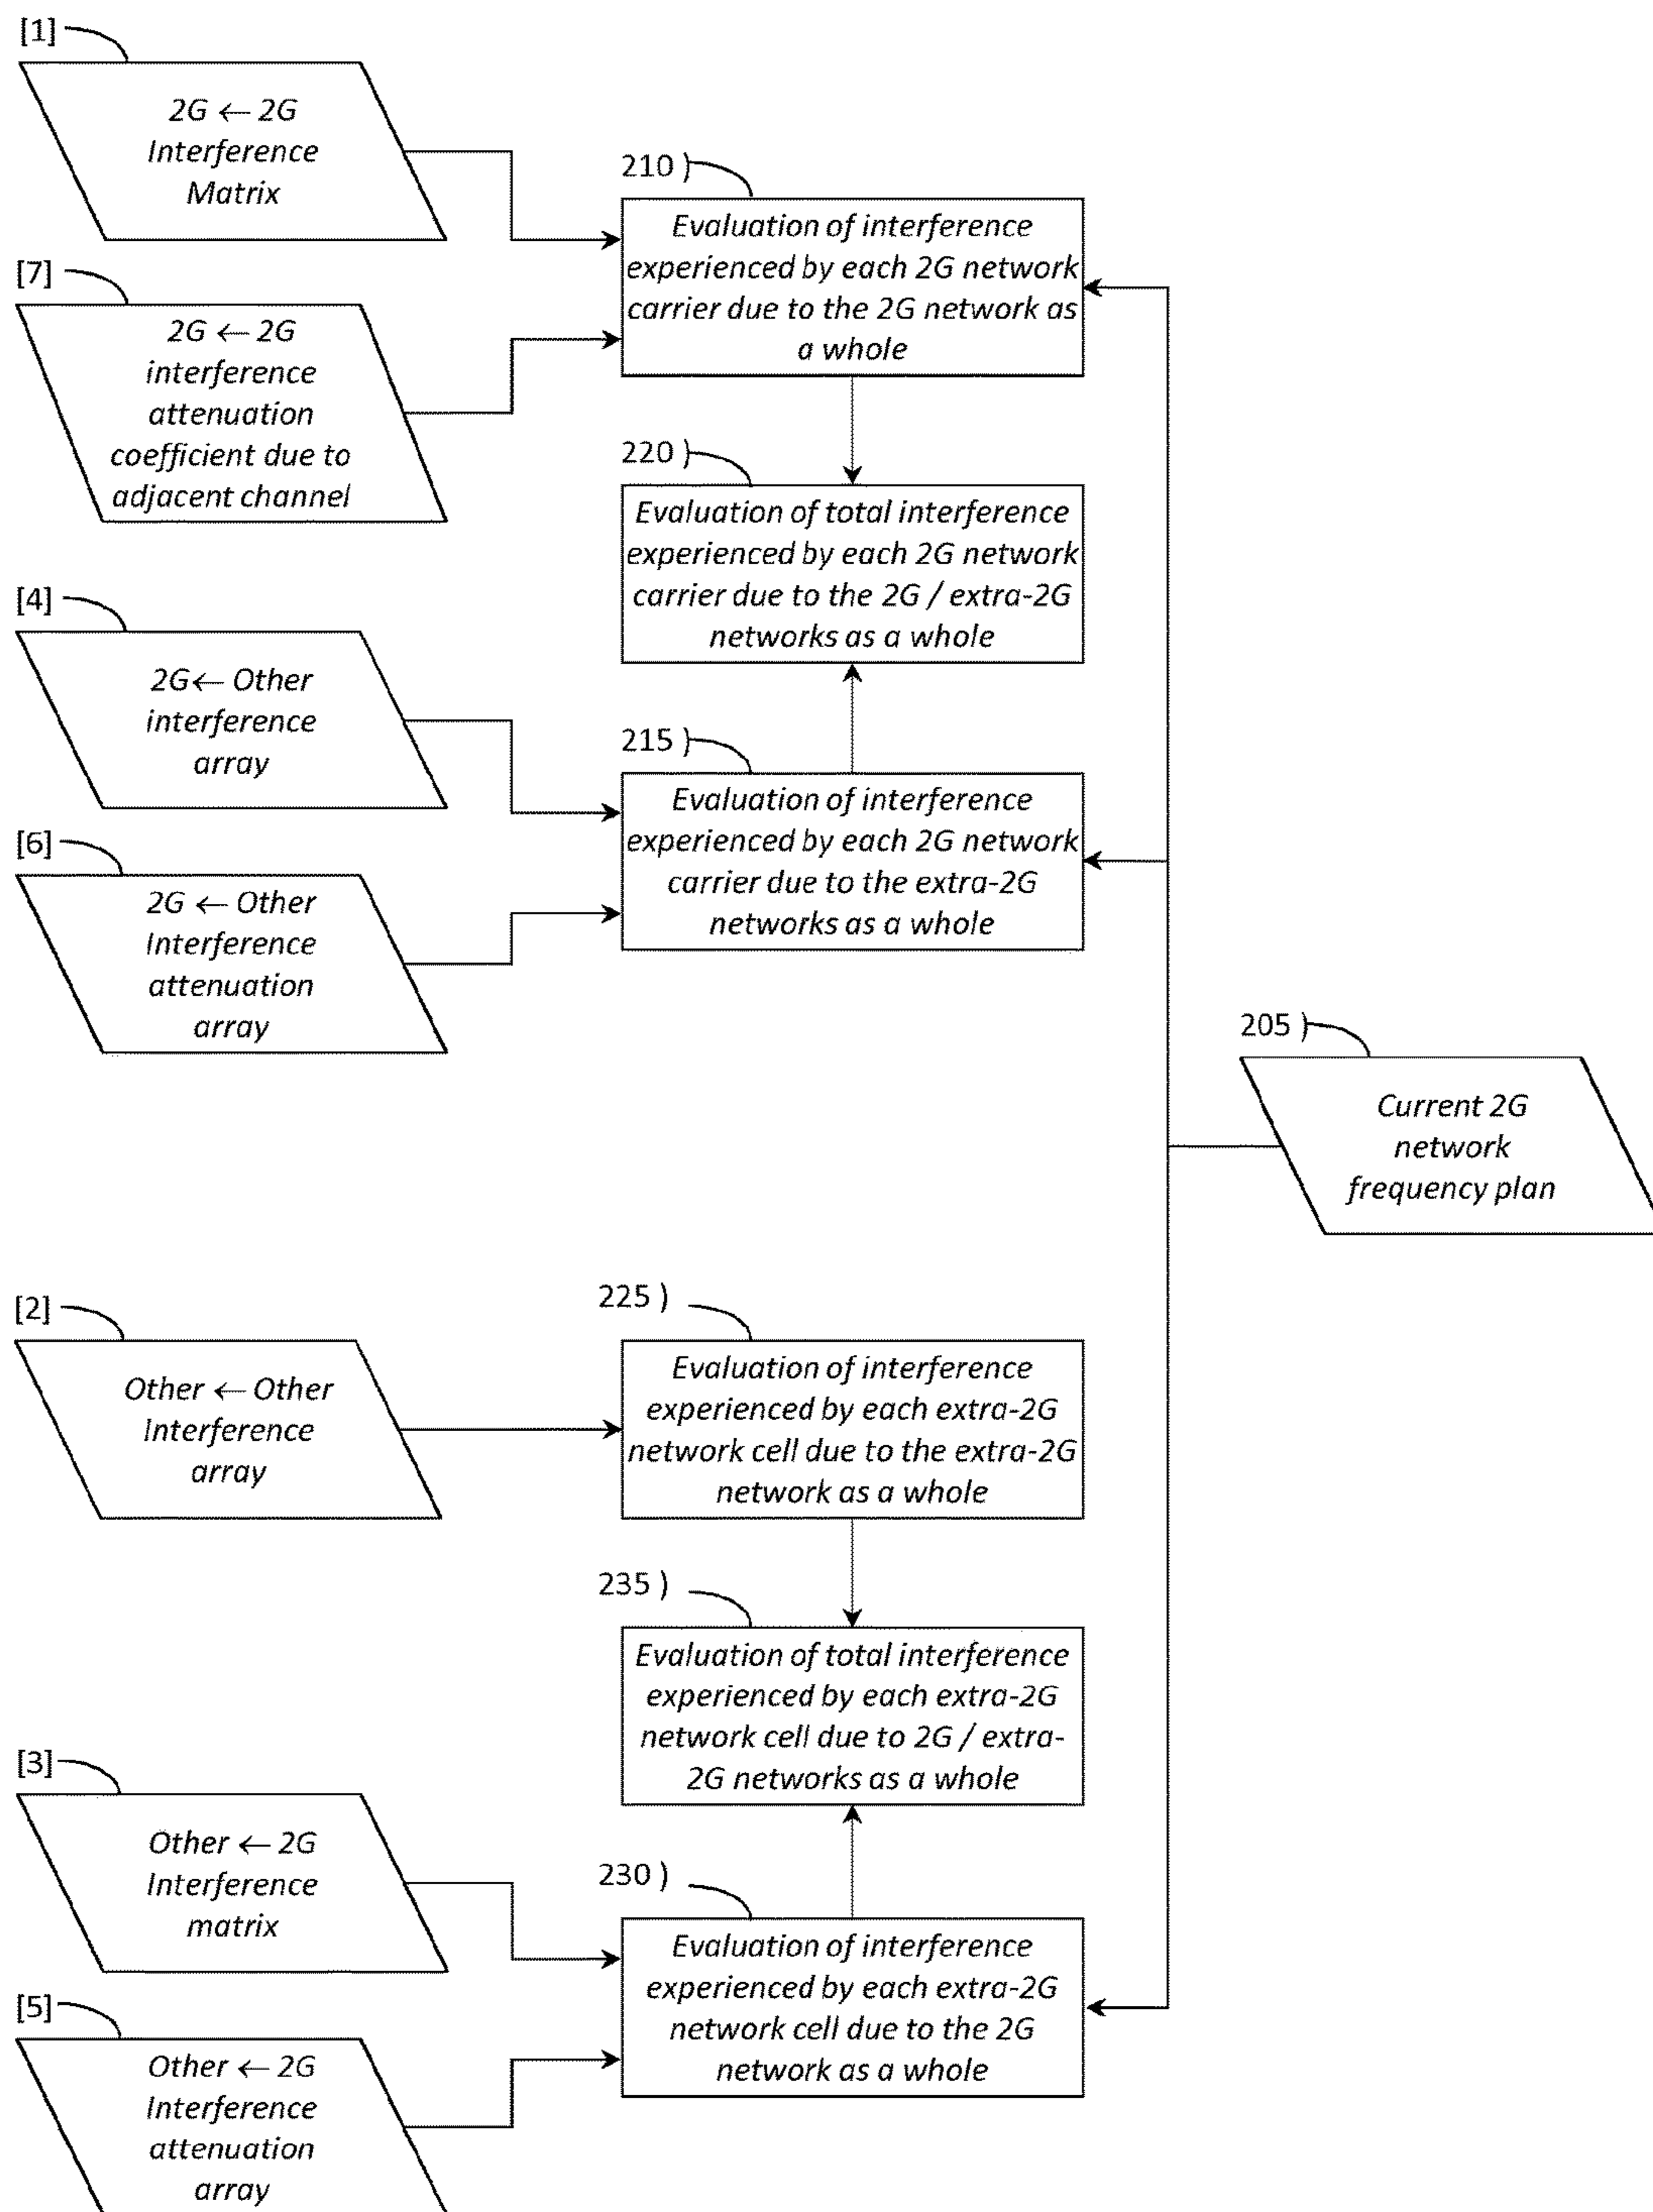 [1]
2G ← 2G
Interference
Matrix
210 )
Evaluation of interference
experienced by each 2G network
carrier due to the 2G network as
a whole
[7]
2G ← 2G
interference
attenuation
coefficient due to
adjacent channel
220 )
Evaluation of total interference
experienced by each 2G network
carrier due to the 2G / extra-2G
networks as a whole
[4]
2G← Other
interference
array
215 )
Evaluation of interference
experienced by each 2G network
carrier due to the extra-2G
networks as a whole
[6]
2G ← Other
Interference
attenuation
array
205 )
Current 2G
network
frequency plan
[2]
Other ← Other
Interference
array
225 )
Evaluation of interference
experienced by each extra-2G
network cell due to the extra-2G
network as a whole
235 )
Evaluation of total interference
experienced by each extra-2G
network cell due to 2G / extra-
2G networks as a whole
[3]
Other ← 2G
Interference
matrix
230 )
Evaluation of interference
experienced by each extra-2G
network cell due to the 2G
network as a whole
[5]
Other ← 2G
Interference
attenuation
array